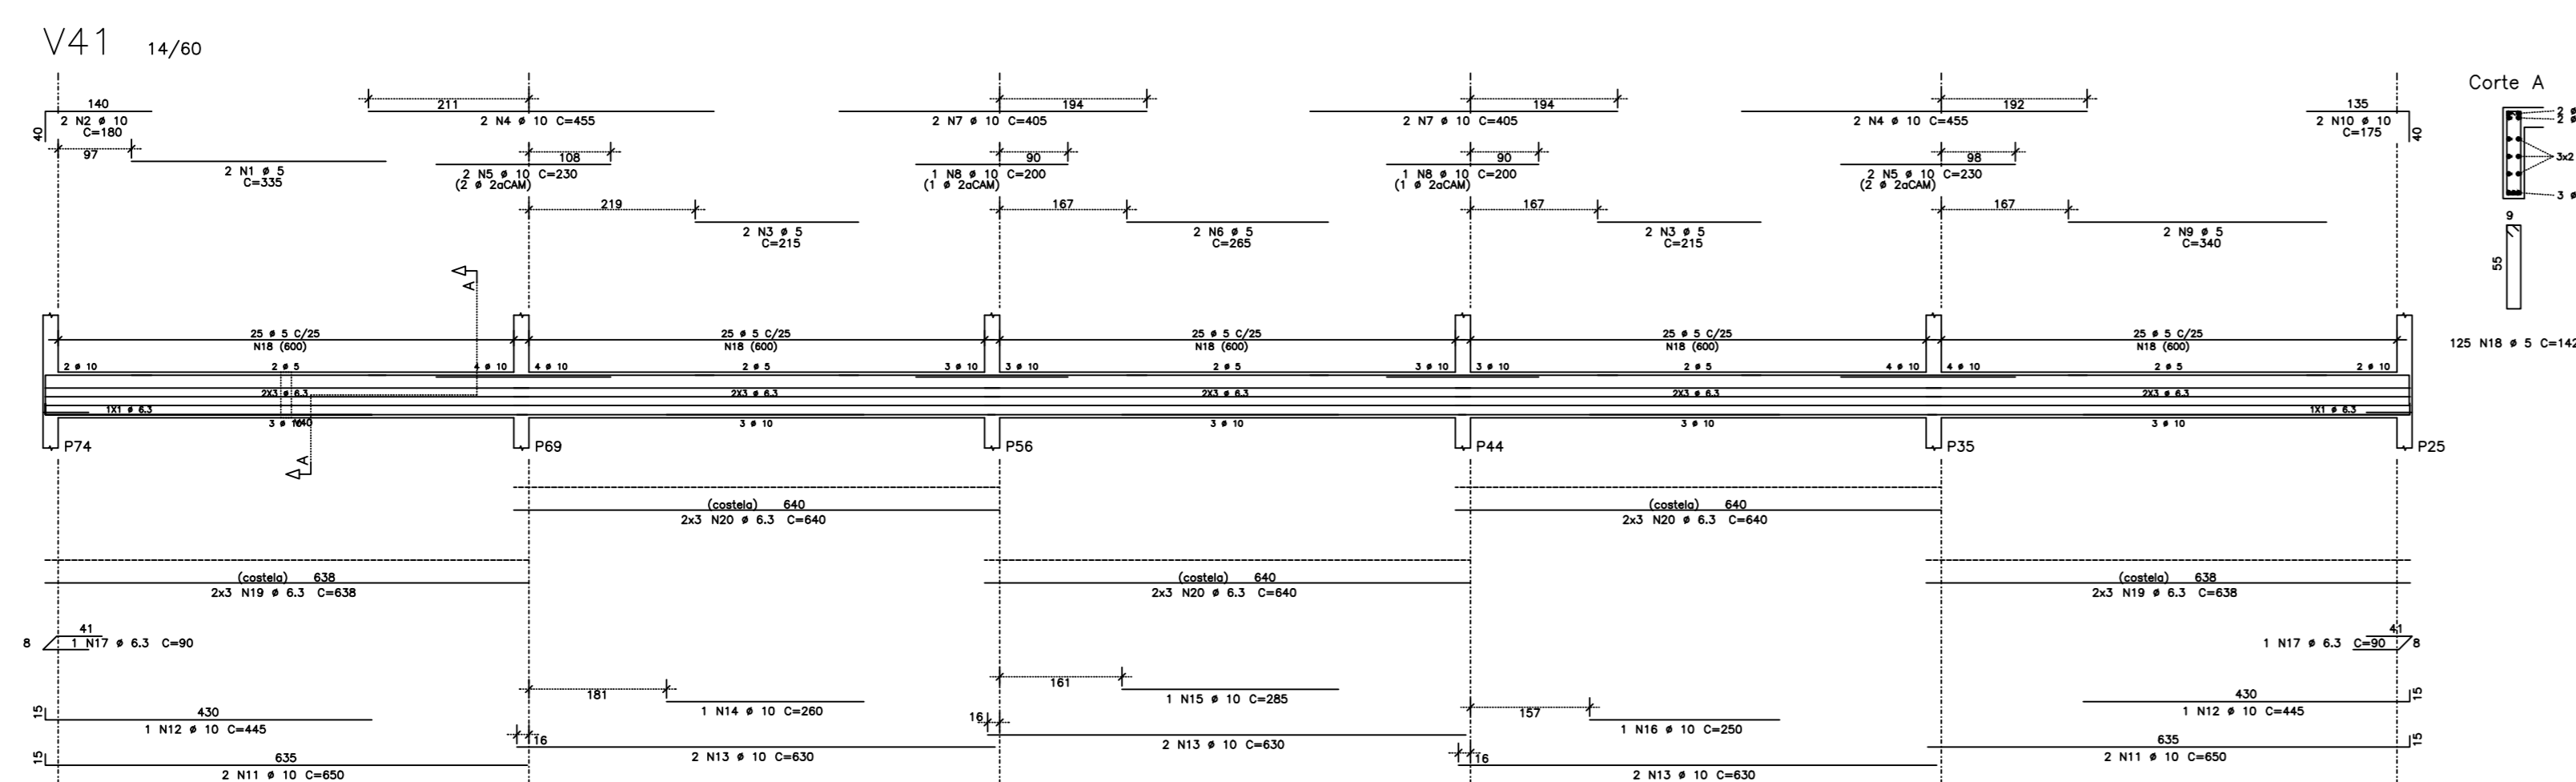 V41 14/60
Corte A
140
2 N2 ø 10
C=180
40
97
2 N1 ø 5
C=335
211
2 N4 ø 10 C=455
108
2 N5 ø 10 C=230
(2 ø 2aCAM)
219
2 N3 ø 5
C=215
194
2 N7 ø 10 C=405
90
1 N8 ø 10 C=200
(1 ø 2aCAM)
167
2 N6 ø 5
C=265
194
2 N7 ø 10 C=405
90
1 N8 ø 10 C=200
(1 ø 2aCAM)
167
2 N3 ø 5
C=215
192
2 N4 ø 10 C=455
98
2 N5 ø 10 C=230
(2 ø 2aCAM)
167
2 N9 ø 5
C=340
135
2 N10 ø 10
C=175
40
2 ø
2 ø
3x2
3 ø
9
55
125 N18 ø 5 C=142
A
25 ø 5 C/25 25 ø 5 C/25 25 ø 5 C/25 25 ø 5 C/25 25 ø 5 C/25
N18 (600) N18 (600) N18 (600) N18 (600) N18 (600)
2 ø 10 2 ø 5 4 ø 10 4 ø 10 2 ø 5 3 ø 10 3 ø 10 2 ø 5 3 ø 10 3 ø 10 2 ø 5 4 ø 10 4 ø 10 2 ø 5 2 ø 10
2X3 ø 6.3 2X3 ø 6.3 2X3 ø 6.3 2X3 ø 6.3 2X3 ø 6.3
1X1 ø 6.3 1X1 ø 6.3
3 ø 10 3 ø 10 3 ø 10 3 ø 10
P74 P69 P56 P44 P35 P25
A
(costela) 640
2x3 N20 ø 6.3 C=640
(costela) 640
2x3 N20 ø 6.3 C=640
(costela) 638
2x3 N19 ø 6.3 C=638
(costela) 640
2x3 N20 ø 6.3 C=640
(costela) 638
2x3 N19 ø 6.3 C=638
41
8 1 N17 ø 6.3 C=90
41
1 N17 ø 6.3 C=90 8
181
1 N14 ø 10 C=260
161
1 N15 ø 10 C=285
157
1 N16 ø 10 C=250
15
430
1 N12 ø 10 C=445
430
15
1 N12 ø 10 C=445
16
2 N13 ø 10 C=630
16
2 N13 ø 10 C=630
16
2 N13 ø 10 C=630
15
635
2 N11 ø 10 C=650
635
15
2 N11 ø 10 C=650